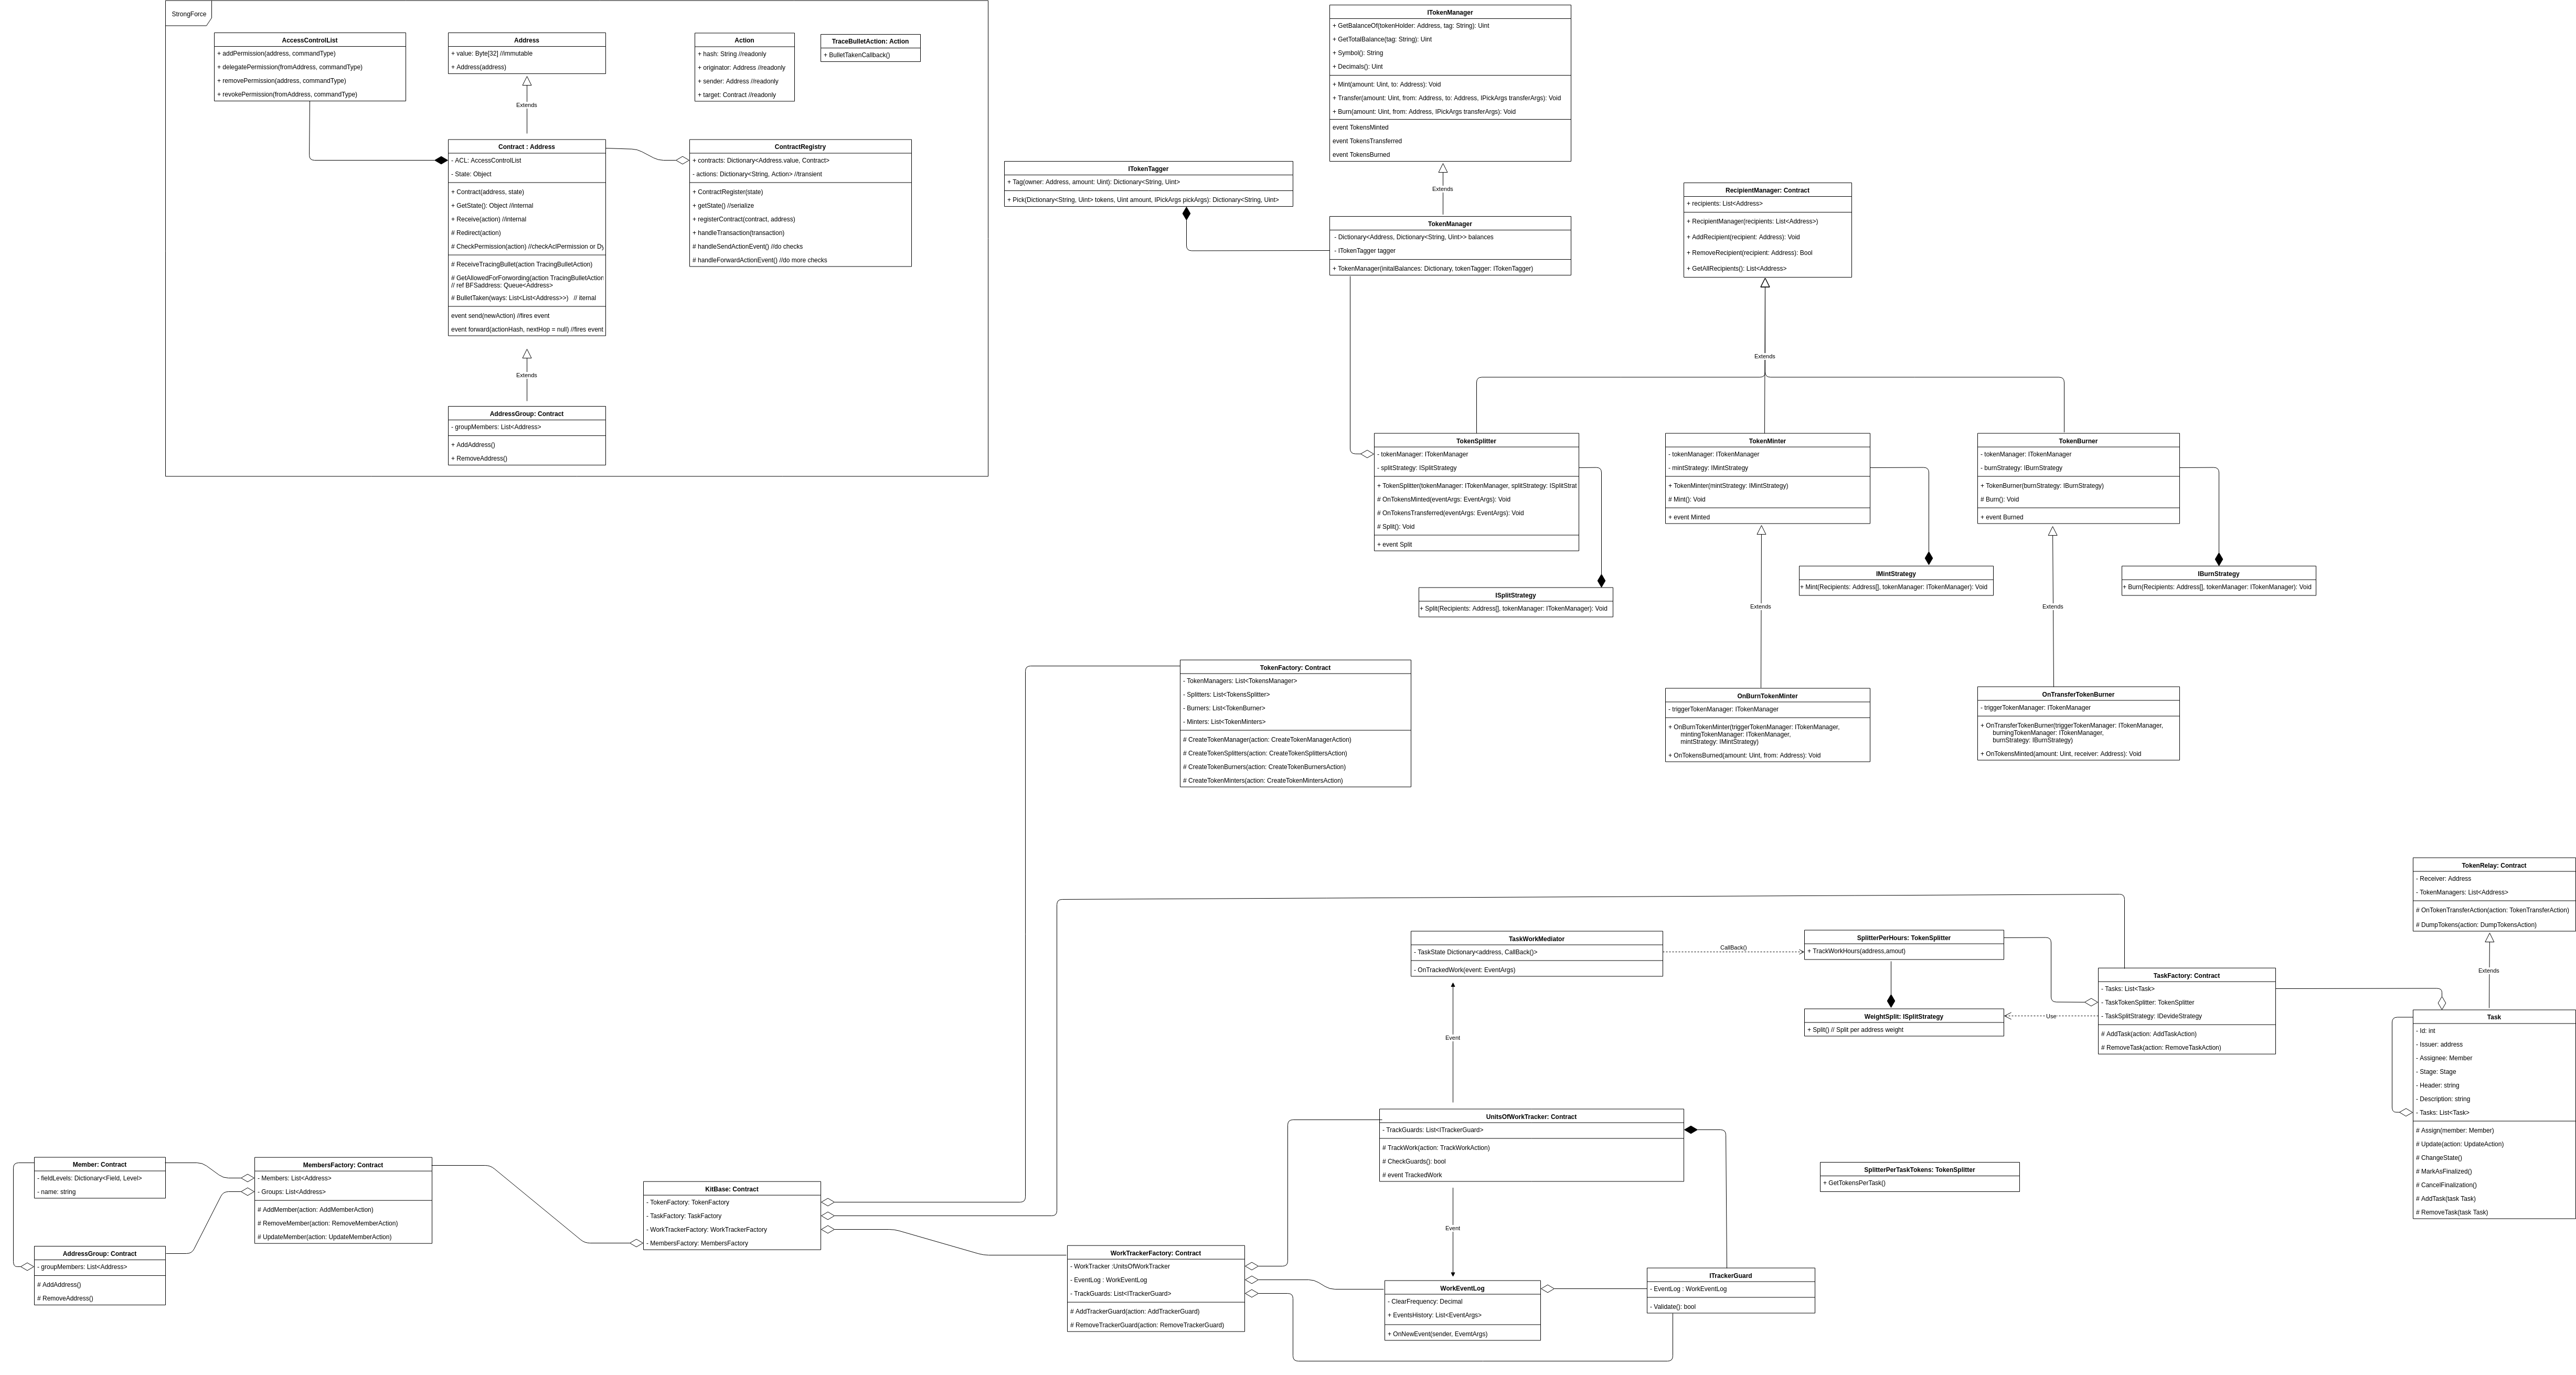 StrongForce
AccessControlList
+ addPermission(address, commandType)
+ delegatePermission(fromAddress, commandType)
+ removePermission(address, commandType)
+ revokePermission(fromAddress, commandType)
Address
+ value: Byte[32] //immutable
+ Address(address)
Extends
Action
+ hash: String //readonly
+ originator: Address //readonly
+ sender: Address //readonly
+ target: Contract //readonly
TraceBulletAction: Action
+ BulletTakenCallback()
Contract : Address
- ACL: AccessControlList
- State: Object
+ Contract(address, state)
+ GetState(): Object //internal
+ Receive(action) //internal
# Redirect(action)
# CheckPermission(action) //checkAclPermission or Dy
# ReceiveTracingBullet(action TracingBulletAction)
# GetAllowedForForwording(action TracingBulletAction
// ref BFSaddress: Queue<Address>
# BulletTaken(ways: List<List<Address>>) // iternal
event send(newAction) //fires event
event forward(actionHash, nextHop = null) //fires event
ContractRegistry
+ contracts: Dictionary<Address.value, Contract>
- actions: Dictionary<String, Action> //transient
+ ContractRegister(state)
+ getState() //serialize
+ registerContract(contract, address)
+ handleTransaction(transaction)
# handleSendActionEvent() //do checks
# handleForwardActionEvent() //do more checks
Extends
AddressGroup: Contract
- groupMembers: List<Address>
+ AddAddress()
+ RemoveAddress()
ITokenManager
+ GetBalanceOf(tokenHolder: Address, tag: String): Uint
+ GetTotalBalance(tag: String): Uint
+ Symbol(): String
+ Decimals(): Uint
+ Mint(amount: Uint, to: Address): Void
+ Transfer(amount: Uint, from: Address, to: Address, IPickArgs transferArgs): Void
+ Burn(amount: Uint, from: Address, IPickArgs transferArgs): Void
event TokensMinted
event TokensTransferred
event TokensBurned
ITokenTagger
+ Tag(owner: Address, amount: Uint): Dictionary<String, Uint>
+ Pick(Dictionary<String, Uint> tokens, Uint amount, IPickArgs pickArgs): Dictionary<String, Uint>
Extends
TokenManager
- Dictionary<Address, Dictionary<String, Uint>> balances
- ITokenTagger tagger
+ TokenManager(initalBalances: Dictionary, tokenTagger: ITokenTagger)
RecipientManager: Contract
+ recipients: List<Address>
+ RecipientManager(recipients: List<Address>)
+ AddRecipient(recipient: Address): Void
+ RemoveRecipient(recipient: Address): Bool
+ GetAllRecipients(): List<Address>
Extends
TokenSplitter
- tokenManager: ITokenManager
- splitStrategy: ISplitStrategy
+ TokenSplitter(tokenManager: ITokenManager, splitStrategy: ISplitStrat
# OnTokensMinted(eventArgs: EventArgs): Void
# OnTokensTransferred(eventArgs: EventArgs): Void
# Split(): Void
+ event Split
TokenMinter
- tokenManager: ITokenManager
- mintStrategy: IMintStrategy
+ TokenMinter(mintStrategy: IMintStrategy)
# Mint(): Void
+ event Minted
TokenBurner
- tokenManager: ITokenManager
- burnStrategy: IBurnStrategy
+ TokenBurner(burnStrategy: IBurnStrategy)
# Burn(): Void
+ event Burned
ISplitStrategy
+ Split(Recipients: Address[], tokenManager: ITokenManager): Void
IMintStrategy
+ Mint(Recipients: Address[], tokenManager: ITokenManager): Void
IBurnStrategy
+ Burn(Recipients: Address[], tokenManager: ITokenManager): Void
Extends
Extends
TokenFactory: Contract
- TokenManagers: List<TokensManager>
- Splitters: List<TokensSplitter>
- Burners: List<TokenBurner>
- Minters: List<TokenMinters>
# CreateTokenManager(action: CreateTokenManagerAction)
# CreateTokenSplitters(action: CreateTokenSplittersAction)
# CreateTokenBurners(action: CreateTokenBurnersAction)
# CreateTokenMinters(action: CreateTokenMintersAction)
OnBurnTokenMinter
- triggerTokenManager: ITokenManager
+ OnBurnTokenMinter(triggerTokenManager: ITokenManager,
mintingTokenManager: ITokenManager,
mintStrategy: IMintStrategy)
+ OnTokensBurned(amount: Uint, from: Address): Void
OnTransferTokenBurner
- triggerTokenManager: ITokenManager
+ OnTransferTokenBurner(triggerTokenManager: ITokenManager,
burningTokenManager: ITokenManager,
burnStrategy: IBurnStrategy)
+ OnTokensMinted(amount: Uint, receiver: Address): Void
TokenRelay: Contract
- Receiver: Address
- TokenManagers: List<Address>
# OnTokenTransferAction(action: TokenTransferAction)
# DumpTokens(action: DumpTokensAction)
Extends
TaskWorkMediator
- TaskState Dictionary<address, CallBack()>
- OnTrackedWork(event: EventArgs)
CallBack()
SplitterPerHours: TokenSplitter
+ TrackWorkHours(address,amout)
WeightSplit: ISplitStrategy
+ Split() // Split per address weight
Use
TaskFactory: Contract
- Tasks: List<Task>
- TaskTokenSplitter: TokenSplitter
- TaskSplitStrategy: IDevideStrategy
# AddTask(action: AddTaskAction)
# RemoveTask(action: RemoveTaskAction)
Task
- Id: int
- Issuer: address
- Assignee: Member
- Stage: Stage
- Header: string
- Description: string
- Tasks: List<Task>
# Assign(member: Member)
# Update(action: UpdateAction)
# ChangeState()
# MarkAsFinalized()
# CancelFinalization()
# AddTask(task Task)
# RemoveTask(task Task)
Event
UnitsOfWorkTracker: Contract
- TrackGuards: List<ITrackerGuard>
# TrackWork(action: TrackWorkAction)
# CheckGuards(): bool
# event TrackedWork
SplitterPerTaskTokens: TokenSplitter
+ GetTokensPerTask()
Event
Member: Contract
- fieldLevels: Dictionary<Field, Level>
- name: string
MembersFactory: Contract
- Members: List<Address>
- Groups: List<Address>
# AddMember(action: AddMemberAction)
# RemoveMember(action: RemoveMemberAction)
# UpdateMember(action: UpdateMemberAction)
AddressGroup: Contract
- groupMembers: List<Address>
# AddAddress()
# RemoveAddress()
KitBase: Contract
- TokenFactory: TokenFactory
- TaskFactory: TaskFactory
- WorkTrackerFactory: WorkTrackerFactory
- MembersFactory: MembersFactory
WorkTrackerFactory: Contract
- WorkTracker :UnitsOfWorkTracker
- EventLog : WorkEventLog
- TrackGuards: List<ITrackerGuard>
# AddTrackerGuard(action: AddTrackerGuard)
# RemoveTrackerGuard(action: RemoveTrackerGuard)
WorkEventLog
- ClearFrequency: Decimal
+ EventsHistory: List<EventArgs>
+ OnNewEvent(sender, EvemtArgs)
ITrackerGuard
- EventLog : WorkEventLog
- Validate(): bool